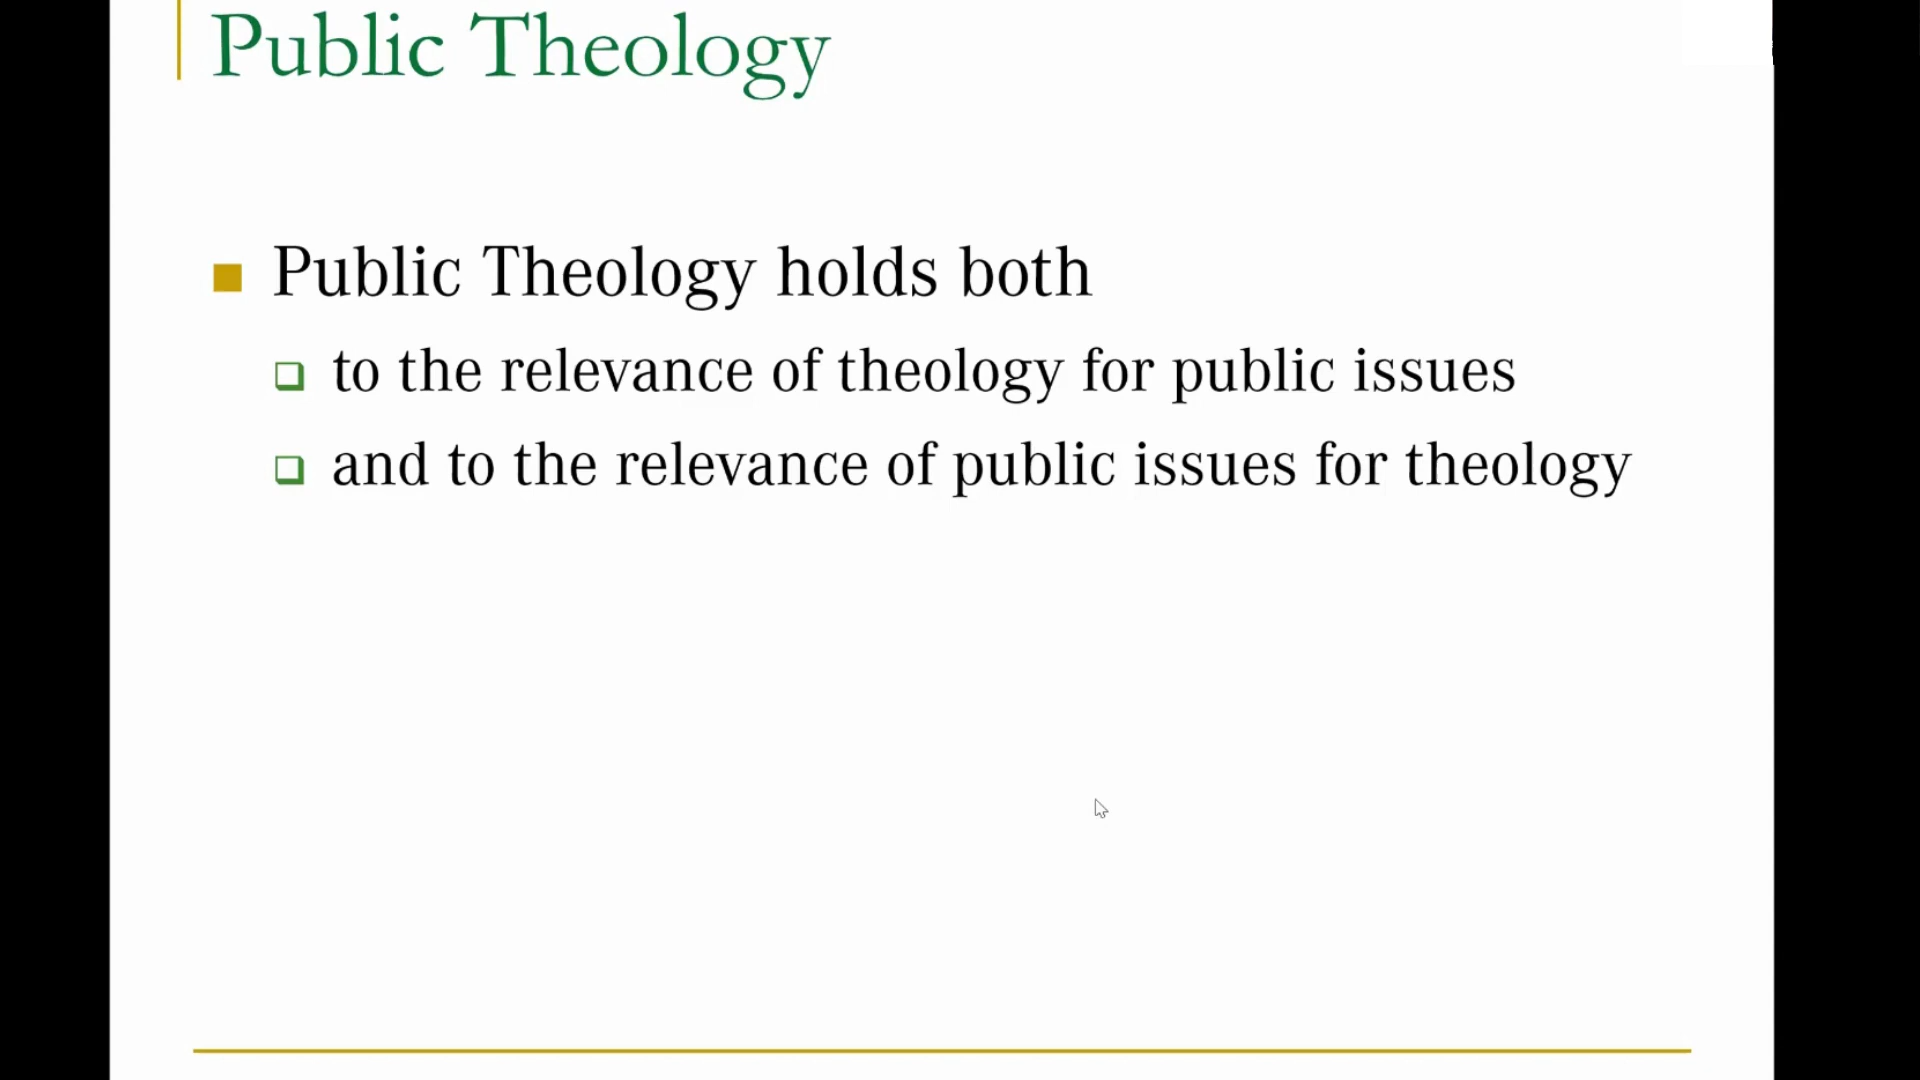 Public Theology
Public Theology holds both
to the relevance of theology for public issues
and to the relevance of public issues for theology